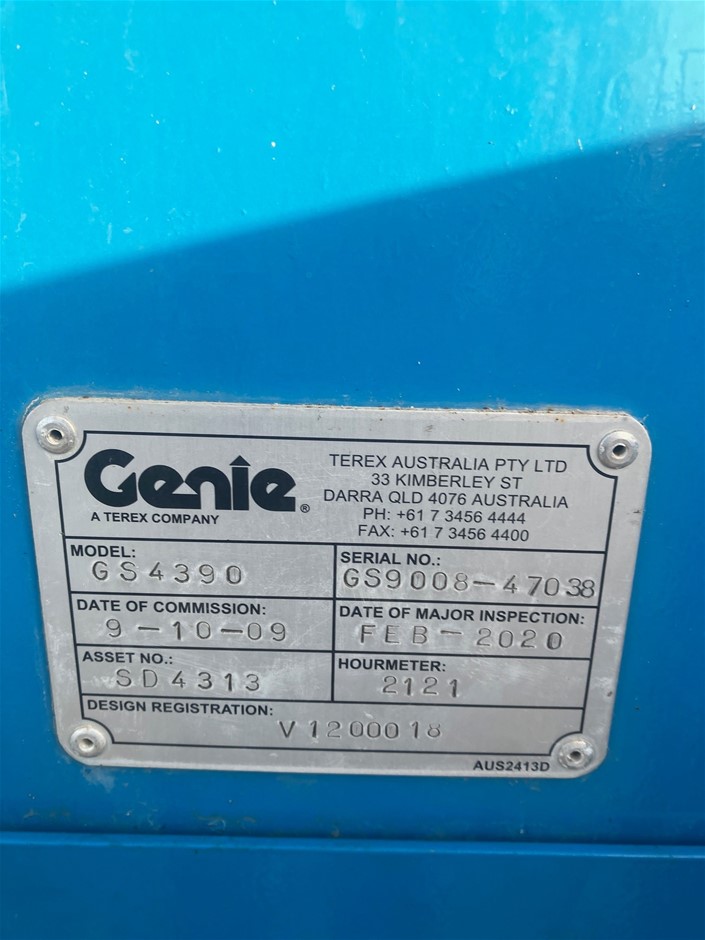 Genie®
A TEREX COMPANY
TEREX AUSTRALIA PTY LTD
33 KIMBERLEY ST
DARRA QLD 4076 AUSTRALIA
PH: +61 7 3456 4444
FAX: +61 7 3456 4400
MODEL:
GS4390
SERIAL NO.:
GS9008-47038
DATE OF COMMISSION:
9-10-09
DATE OF MAJOR INSPECTION:
FEB-2020
ASSET NO.:
SD4313
HOURMETER:
2121
DESIGN REGISTRATION:
V1200018
AUS2413D